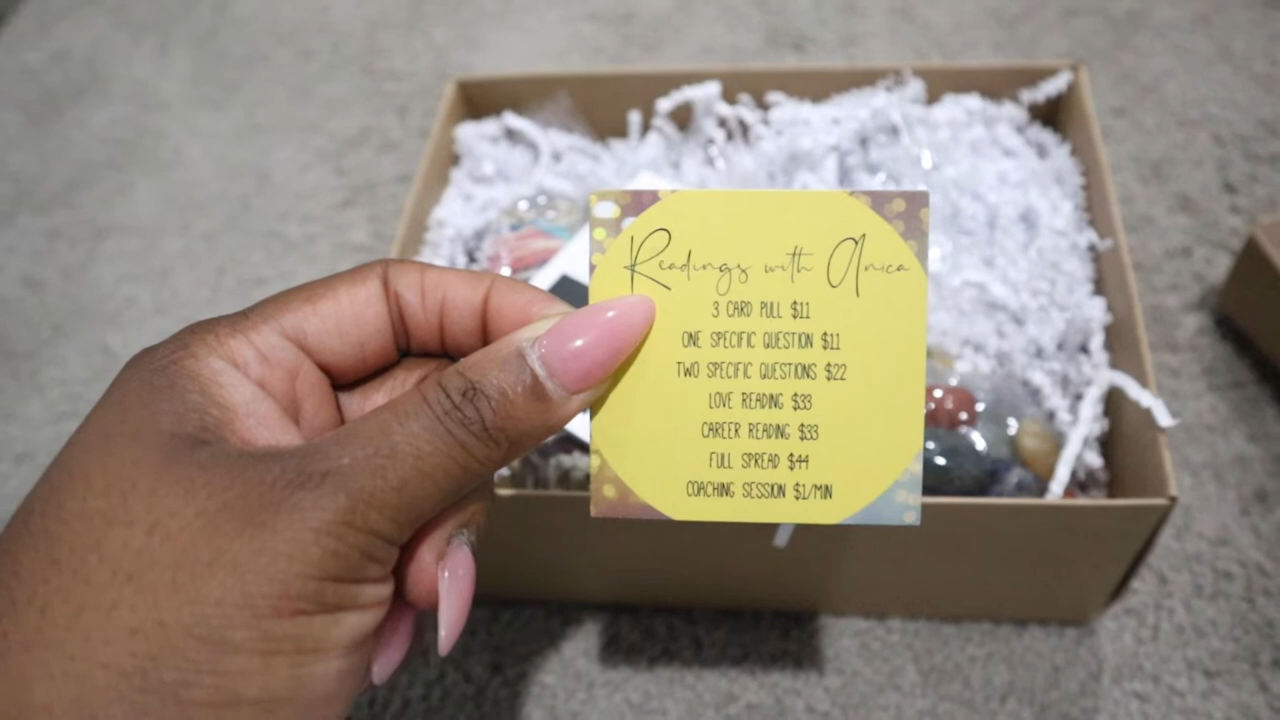 Readings with Anica
3 CARD PULL $11
ONE SPECIFIC QUESTION $11
TWO SPECIFIC QUESTIONS $22
LOVE READING $33
CAREER READING $33
FULL SPREAD $44
COACHING SESSION $1/MIN